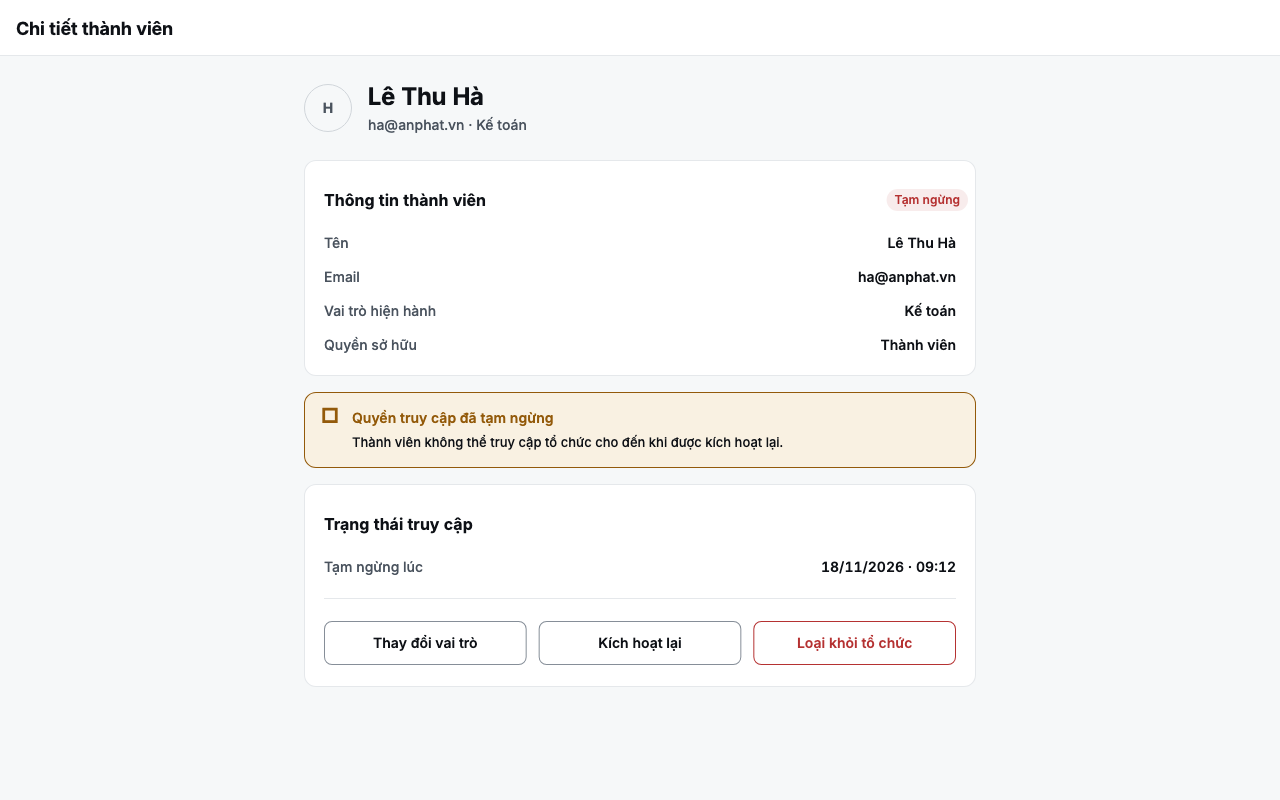 Chi tiết thành viên
H
Lê Thu Hà
ha@anphat.vn · Kế toán
Thông tin thành viên
Tạm ngừng
Tên
Lê Thu Hà
Email
ha@anphat.vn
Vai trò hiện hành
Kế toán
Quyền sở hữu
Thành viên
Quyền truy cập đã tạm ngừng
Thành viên không thể truy cập tổ chức cho đến khi được kích hoạt lại.
Trạng thái truy cập
Tạm ngừng lúc
18/11/2026 · 09:12
Thay đổi vai trò
Kích hoạt lại
Loại khỏi tổ chức